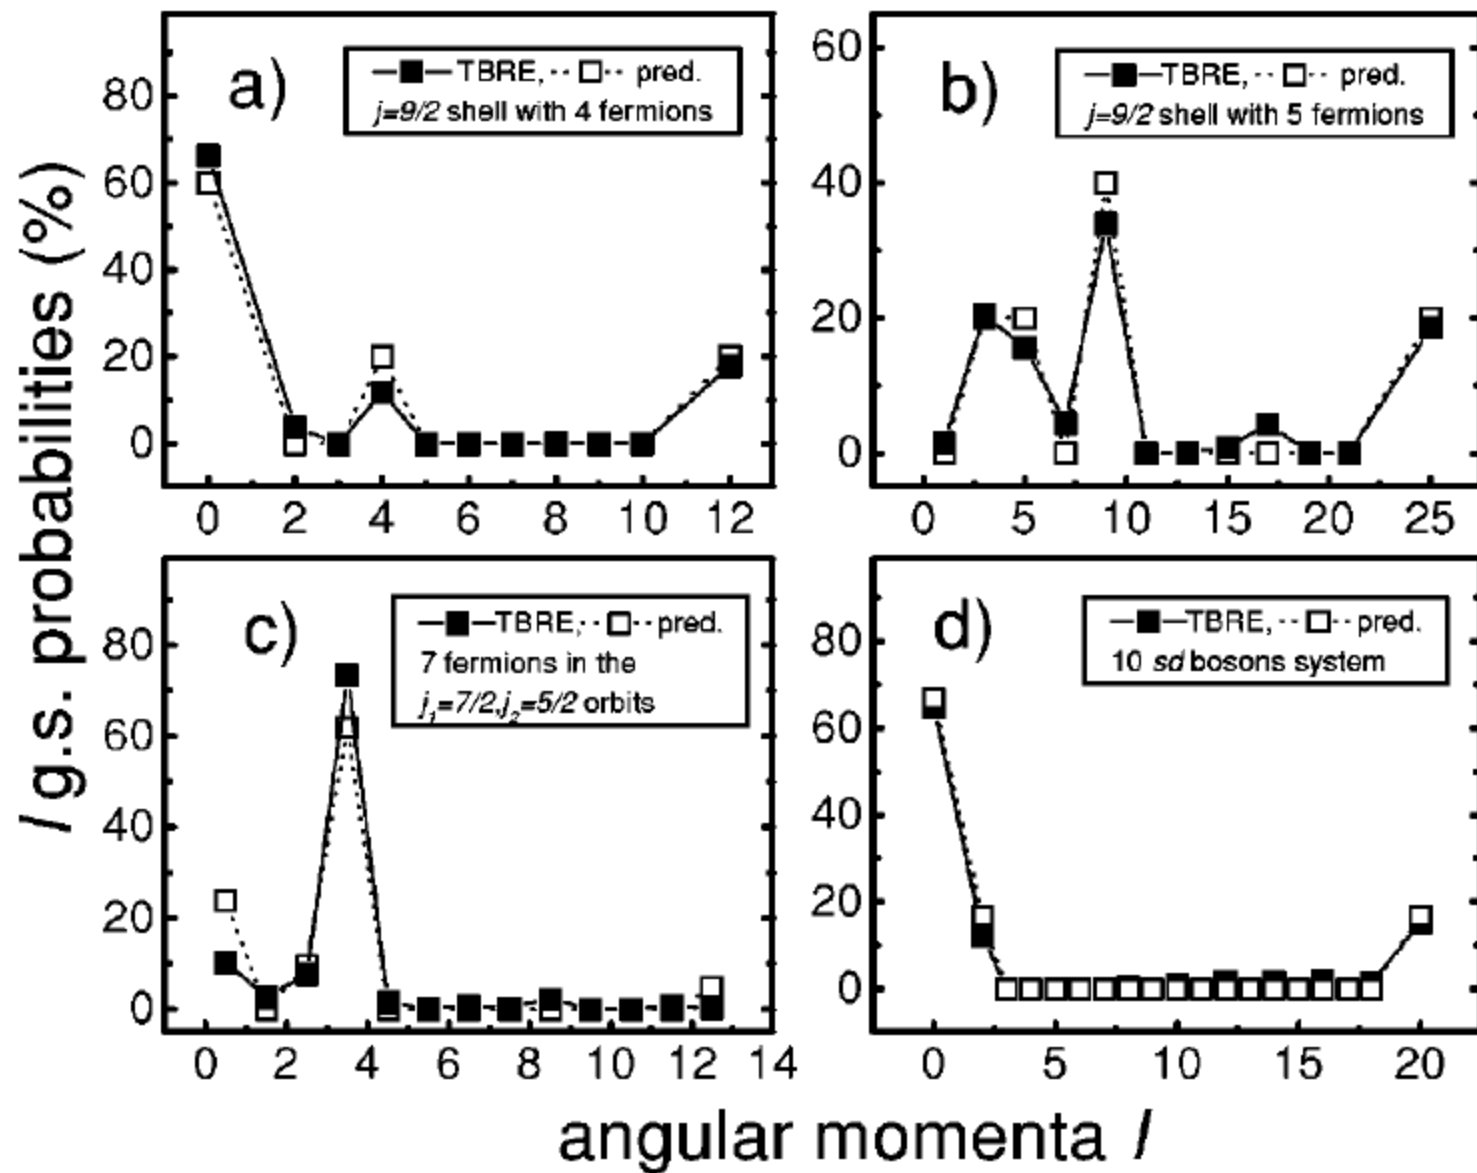 I g.s. probabilities (%)
a)
TBRE, pred.
j=9/2 shell with 4 fermions
80
60
40
20
0
0 2 4 6 8 10 12
b)
TBRE, pred.
j=9/2 shell with 5 fermions
60
40
20
0
0 5 10 15 20 25
c)
TBRE, pred.
7 fermions in the
j₁=7/2,j₂=5/2 orbits
80
60
40
20
0
0 2 4 6 8 10 12 14
d)
TBRE, pred.
10 sd bosons system
80
60
40
20
0
0 5 10 15 20
angular momenta I